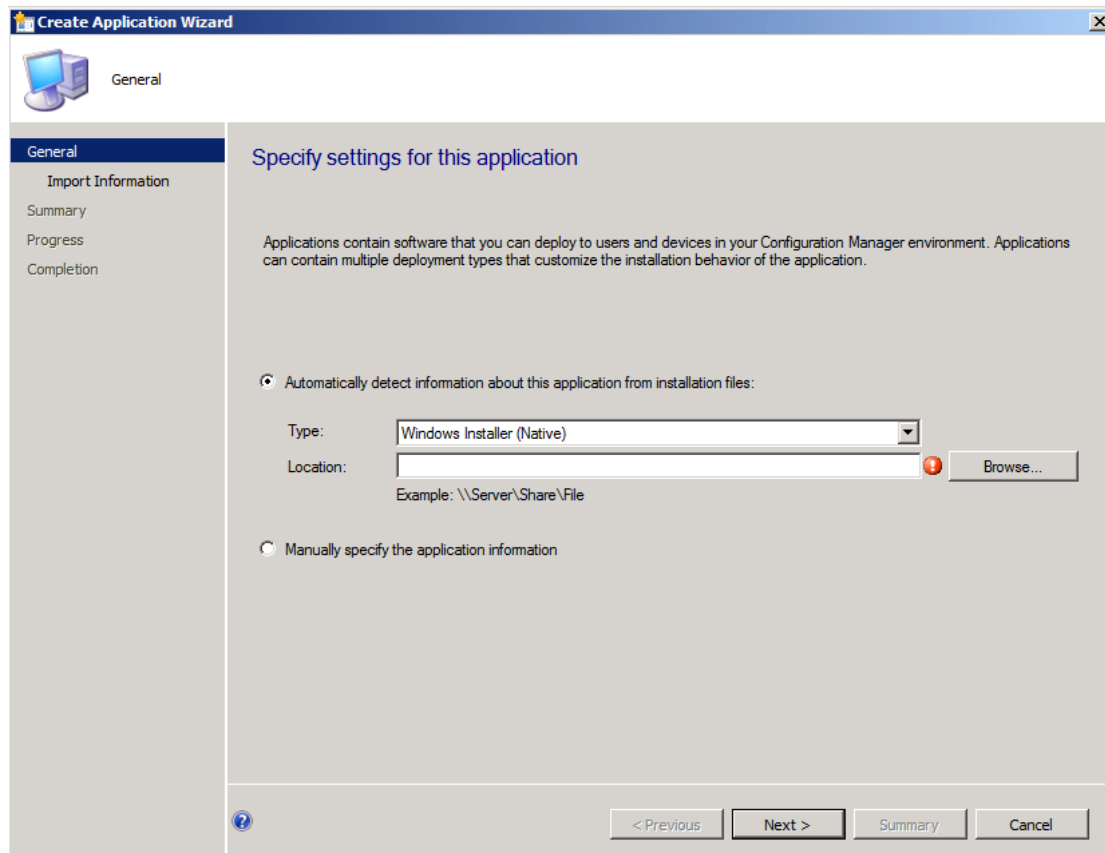 Create Application Wizard
General
General
Import Information
Summary
Progress
Completion
Specify settings for this application
Applications contain software that you can deploy to users and devices in your Configuration Manager environment. Applications
can contain multiple deployment types that customize the installation behavior of the application.
Automatically detect information about this application from installation files:
Type:
Windows Installer (Native)
Location:
Browse...
Example: \\Server\Share\File
Manually specify the application information
< Previous
Next >
Summary
Cancel